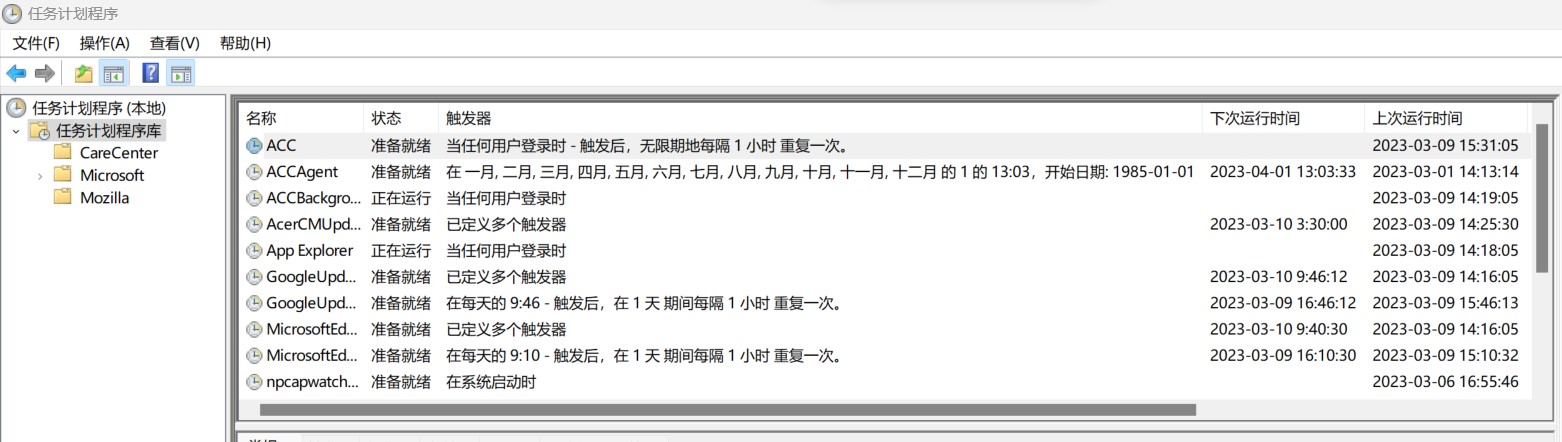 任务计划程序
文件(F) 操作(A) 查看(V) 帮助(H)
任务计划程序 (本地)
任务计划程序库
CareCenter
Microsoft
Mozilla
名称 状态 触发器 下次运行时间 上次运行时间
ACC 准备就绪 当任何用户登录时 - 触发后，无限期地每隔 1 小时 重复一次。 2023-03-09 15:31:05
ACCAgent 准备就绪 在 一月, 二月, 三月, 四月, 五月, 六月, 七月, 八月, 九月, 十月, 十一月, 十二月 的 1 的 13:03，开始日期: 1985-01-01 2023-04-01 13:03:33 2023-03-01 14:13:14
ACCBackgro... 正在运行 当任何用户登录时 2023-03-09 14:19:05
AcerCMUpd... 准备就绪 已定义多个触发器 2023-03-10 3:30:00 2023-03-09 14:25:30
App Explorer 正在运行 当任何用户登录时 2023-03-09 14:18:05
GoogleUpd... 准备就绪 已定义多个触发器 2023-03-10 9:46:12 2023-03-09 14:16:05
GoogleUpd... 准备就绪 在每天的 9:46 - 触发后，在 1 天 期间每隔 1 小时 重复一次。 2023-03-09 16:46:12 2023-03-09 15:46:13
MicrosoftEd... 准备就绪 已定义多个触发器 2023-03-10 9:40:30 2023-03-09 14:16:05
MicrosoftEd... 准备就绪 在每天的 9:10 - 触发后，在 1 天 期间每隔 1 小时 重复一次。 2023-03-09 16:10:30 2023-03-09 15:10:32
npcapwatch... 准备就绪 在系统启动时 2023-03-06 16:55:46